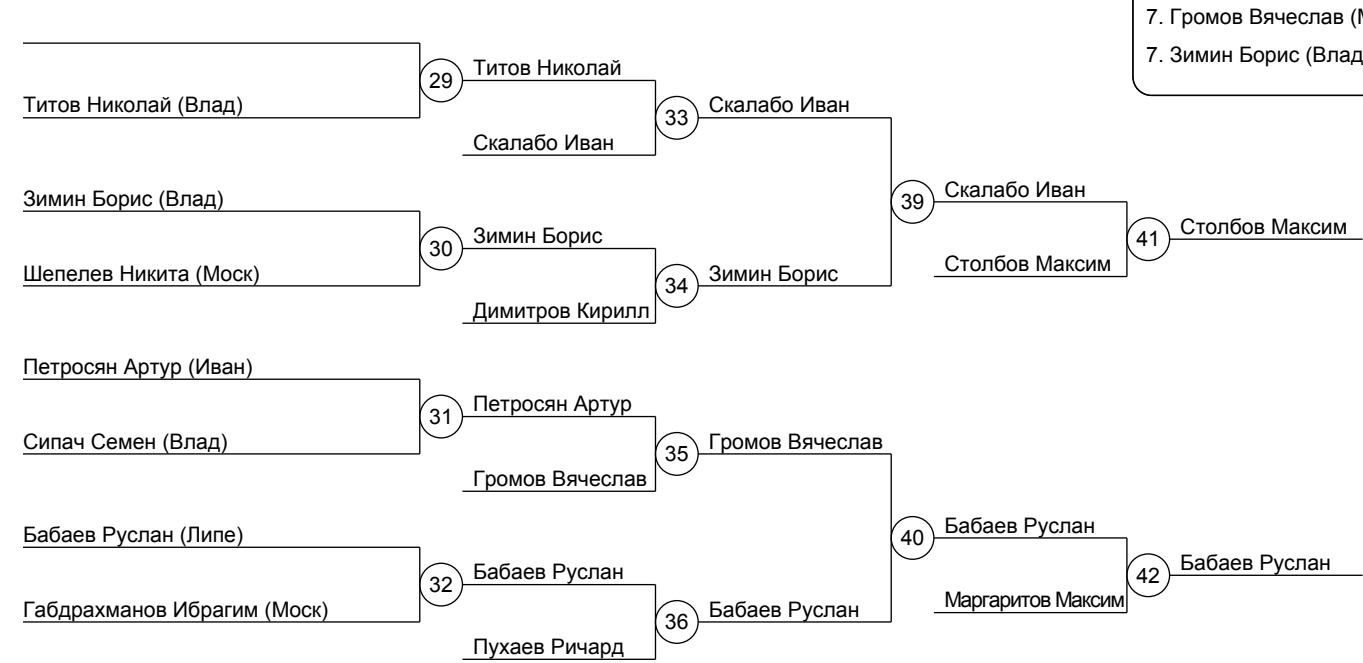 7. Громов Вячеслав (М
7. Зимин Борис (Влад
Титов Николай (Влад)
29
Титов Николай
Скалабо Иван
33
Скалабо Иван
Зимин Борис (Влад)
Шепелев Никита (Моск)
30
Зимин Борис
Димитров Кирилл
34
Зимин Борис
39
Скалабо Иван
Столбов Максим
41
Столбов Максим
Петросян Артур (Иван)
Сипач Семен (Влад)
31
Петросян Артур
Громов Вячеслав
35
Громов Вячеслав
Бабаев Руслан (Липе)
Габдрахманов Ибрагим (Моск)
32
Бабаев Руслан
Пухаев Ричард
36
Бабаев Руслан
40
Бабаев Руслан
Маргаритов Максим
42
Бабаев Руслан